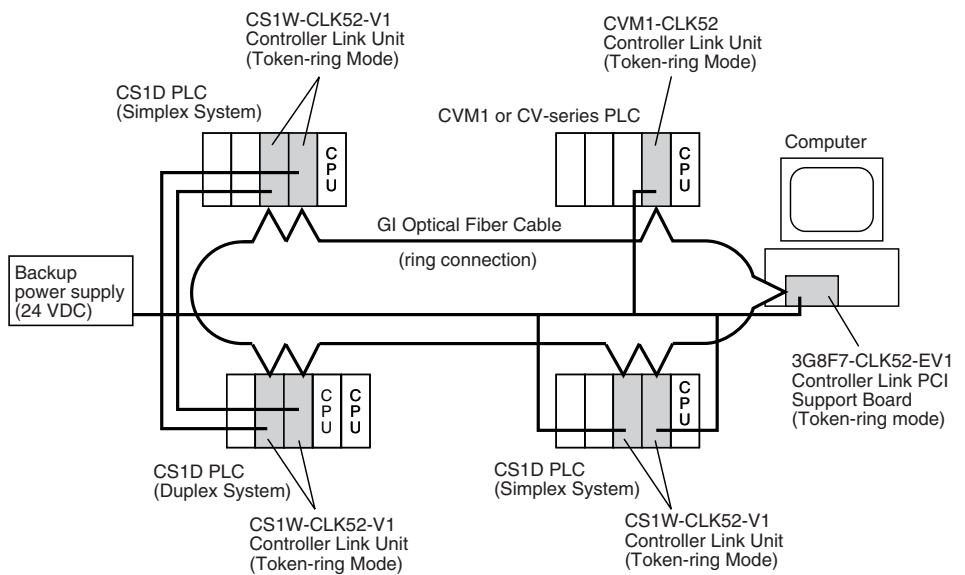 CS1W-CLK52-V1
Controller Link Unit
(Token-ring Mode)
CVM1-CLK52
Controller Link Unit
(Token-ring Mode)
CS1D PLC
(Simplex System)
CVM1 or CV-series PLC
Computer
C
P
U
C
P
U
GI Optical Fiber Cable
(ring connection)
Backup
power supply
(24 VDC)
3G8F7-CLK52-EV1
Controller Link PCI
Support Board
(Token-ring mode)
C
P
U
C
P
U
C
P
U
CS1D PLC
(Duplex System)
CS1D PLC
(Simplex System)
CS1W-CLK52-V1
Controller Link Unit
(Token-ring Mode)
CS1W-CLK52-V1
Controller Link Unit
(Token-ring Mode)